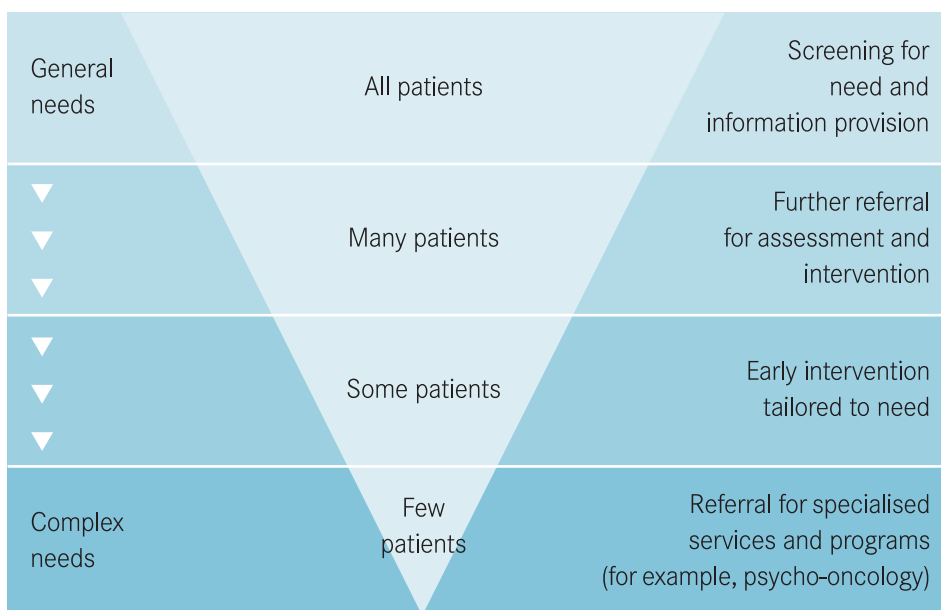 General
needs
All patients
Screening for
need and
information provision
Many patients
Further referral
for assessment and
intervention
Some patients
Early intervention
tailored to need
Complex
needs
Few
patients
Referral for specialised
services and programs
(for example, psycho-oncology)